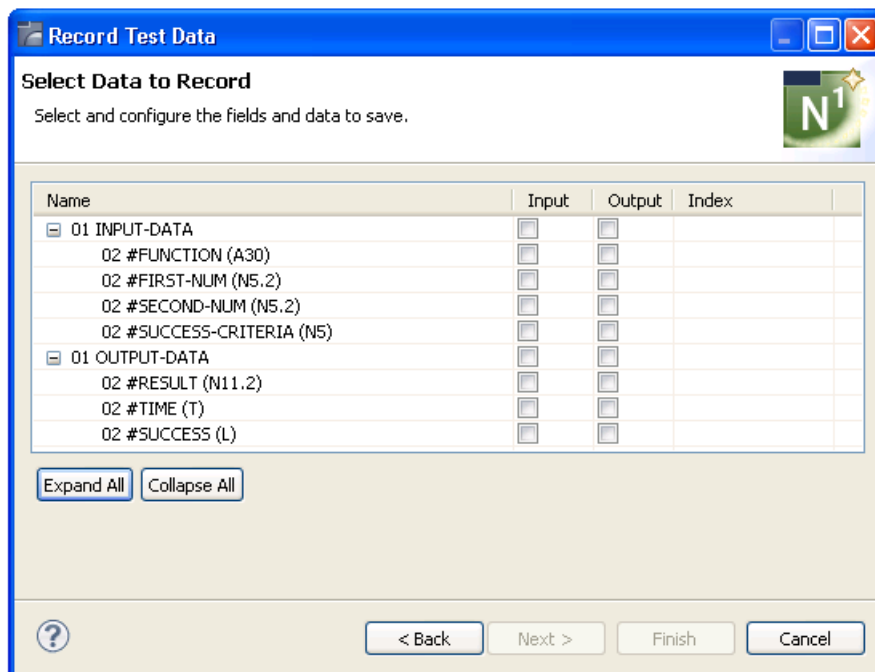 Record Test Data
Select Data to Record
Select and configure the fields and data to save.
N1
Name Input Output Index
01 INPUT-DATA
02 #FUNCTION (A30)
02 #FIRST-NUM (N5.2)
02 #SECOND-NUM (N5.2)
02 #SUCCESS-CRITERIA (N5)
01 OUTPUT-DATA
02 #RESULT (N11.2)
02 #TIME (T)
02 #SUCCESS (L)
Expand All Collapse All
? < Back Next > Finish Cancel